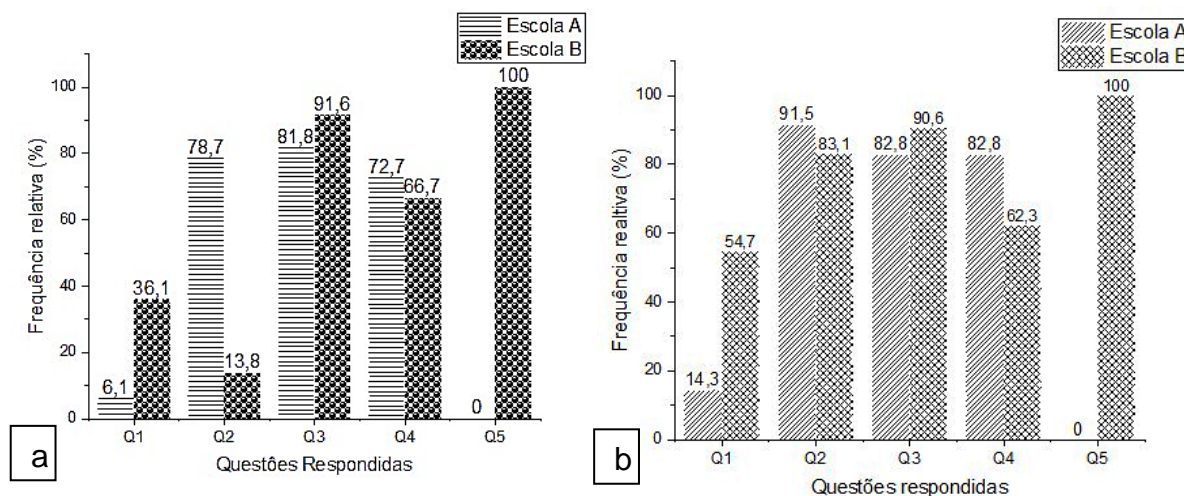 Escola A
Escola B
Frequência relativa (%)
100
80
60
40
20
0
6,1
36,1
78,7
13,8
81,8
91,6
72,7
66,7
0
100
Q1 Q2 Q3 Q4 Q5
Questões Respondidas
a
Escola A
Escola B
Frequência realtiva (%)
100
80
60
40
20
0
14,3
54,7
91,5
83,1
82,8
90,6
82,8
62,3
0
100
Q1 Q2 Q3 Q4 Q5
Questões respondidas
b